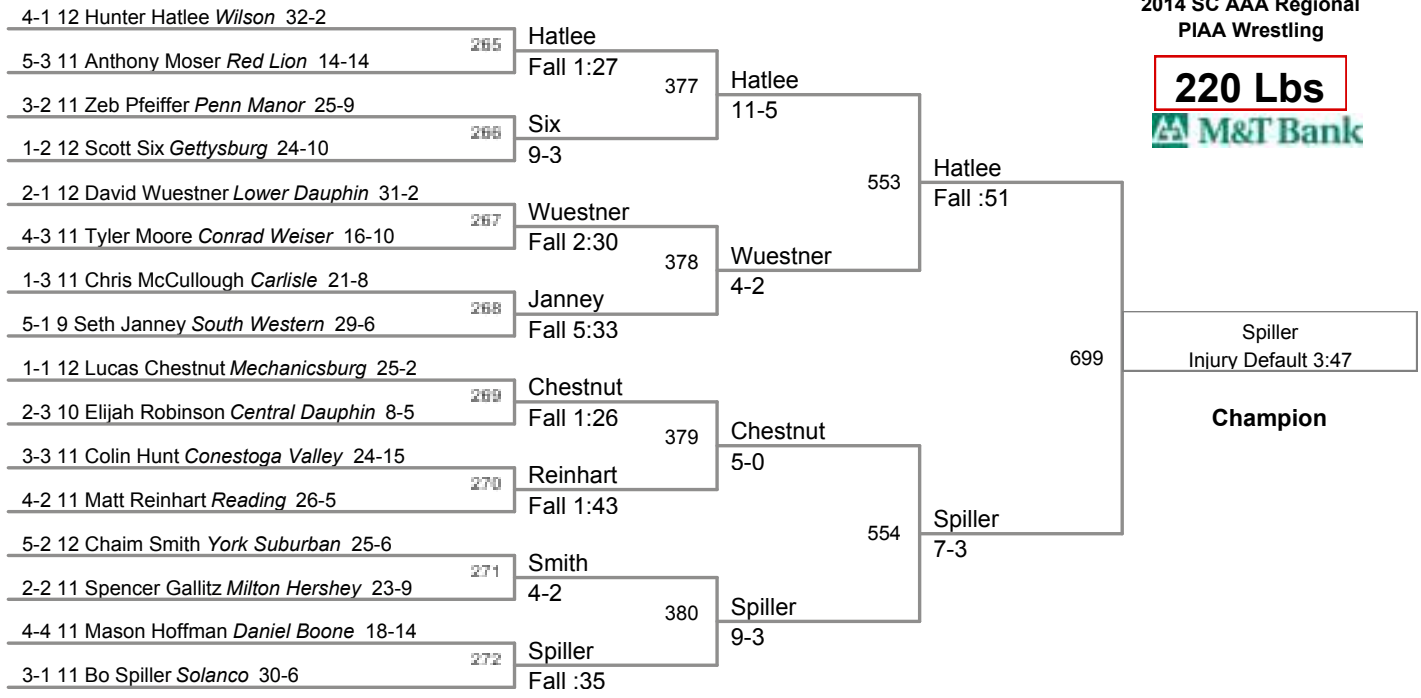 2014 SC AAA Regional
PIAA Wrestling
220 Lbs
M&T Bank
4-1 12 Hunter Hatlee Wilson 32-2
265
5-3 11 Anthony Moser Red Lion 14-14
3-2 11 Zeb Pfeiffer Penn Manor 25-9
266
1-2 12 Scott Six Gettysburg 24-10
2-1 12 David Wuestner Lower Dauphin 31-2
267
4-3 11 Tyler Moore Conrad Weiser 16-10
1-3 11 Chris McCullough Carlisle 21-8
268
5-1 9 Seth Janney South Western 29-6
1-1 12 Lucas Chestnut Mechanicsburg 25-2
269
2-3 10 Elijah Robinson Central Dauphin 8-5
3-3 11 Colin Hunt Conestoga Valley 24-15
270
4-2 11 Matt Reinhart Reading 26-5
5-2 12 Chaim Smith York Suburban 25-6
271
2-2 11 Spencer Gallitz Milton Hershey 23-9
4-4 11 Mason Hoffman Daniel Boone 18-14
272
3-1 11 Bo Spiller Solanco 30-6
Hatlee
Fall 1:27
377
Six
9-3
Wuestner
Fall 2:30
378
Janney
Fall 5:33
Chestnut
Fall 1:26
379
Reinhart
Fall 1:43
Smith
4-2
380
Spiller
Fall :35
Hatlee
11-5
553
Wuestner
4-2
Chestnut
5-0
554
Spiller
9-3
Hatlee
Fall :51
699
Spiller
7-3
Spiller
Injury Default 3:47
Champion